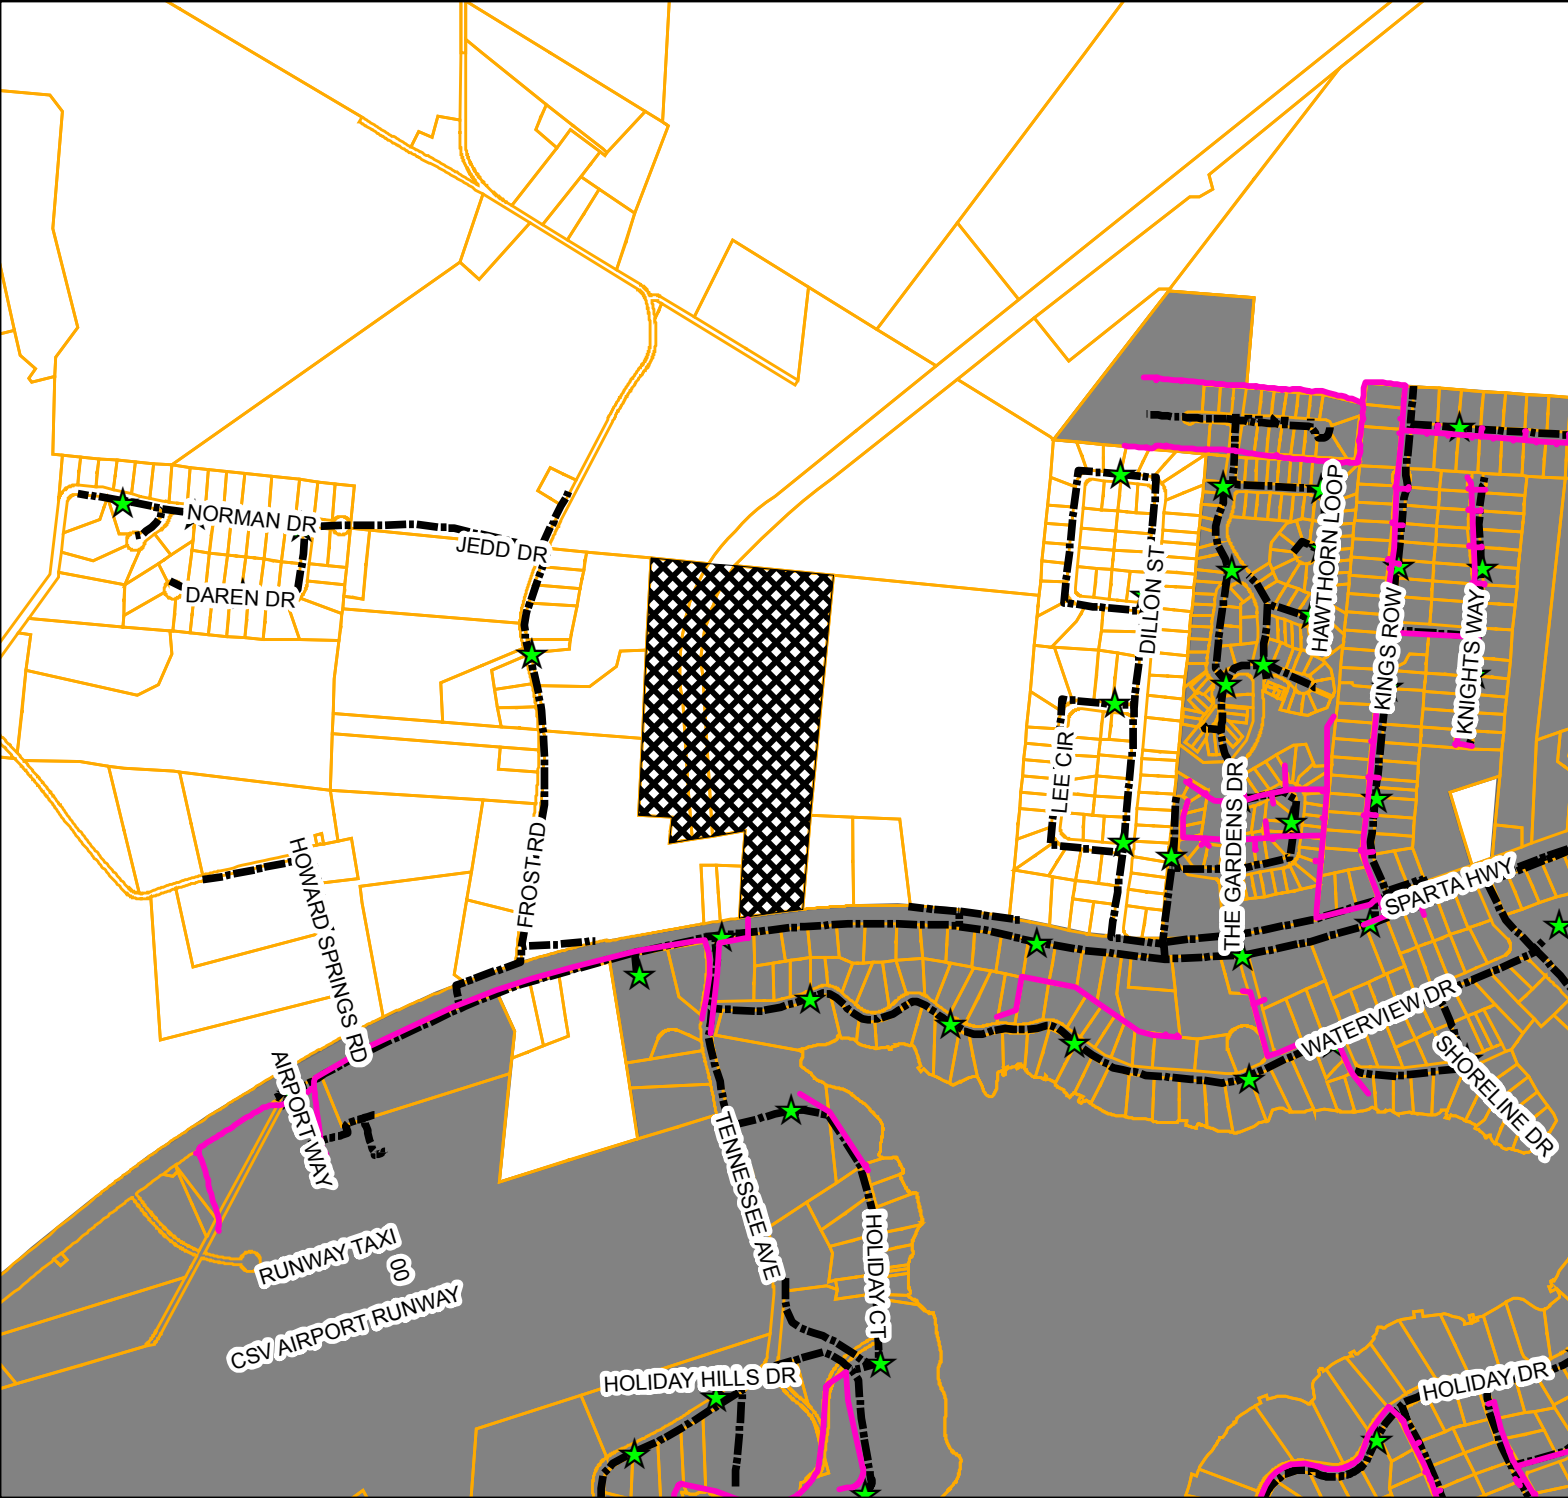 NORMAN DR
JEDD DR
DAREN DR
HAWTHORN LOOP
DILLON ST
KINGS ROW
KNIGHTS WAY
LEE CIR
THE GARDENS DR
FROST RD
HOWARD SPRINGS RD
SPARTA HWY
WATERVIEW DR
SHORELINE DR
AIRPORT WAY
TENNESSEE AVE
HOLIDAY CT
RUNWAY TAXI
00
CSV AIRPORT RUNWAY
HOLIDAY HILLS DR
HOLIDAY DR